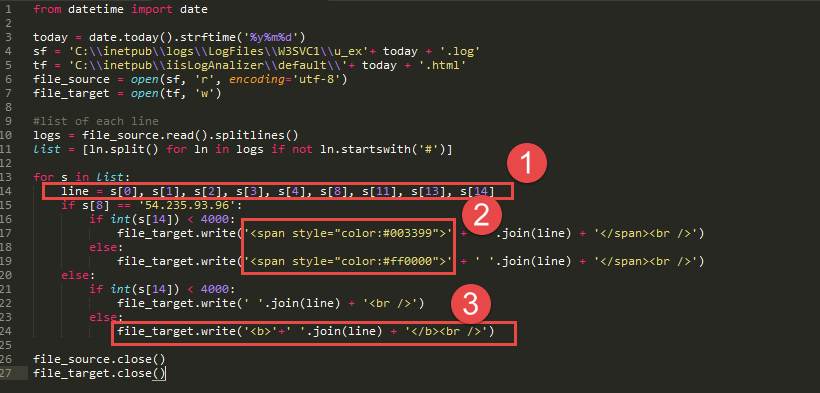 1 from datetime import date
2
3 today = date.today().strftime('%y%m%d')
4 sf = 'C:\\inetpub\\logs\\LogFiles\\W3SVC1\\u_ex'+ today + '.log'
5 tf = 'C:\\inetpub\\iisLogAnalizer\\default\\'+ today + '.html'
6 file_source = open(sf, 'r', encoding='utf-8')
7 file_target = open(tf, 'w')
8
9 #list of each line
10 logs = file_source.read().splitlines()
11 list = [ln.split() for ln in logs if not ln.startswith('#')]
12
13 for s in list:
14 line = s[0], s[1], s[2], s[3], s[4], s[8], s[11], s[13], s[14]
15 if s[8] == '54.235.93.96':
16 if int(s[14]) < 4000:
17 file_target.write('<span style="color:#003399">' + ' '.join(line) + '</span><br />')
18 else:
19 file_target.write('<span style="color:#ff0000">' + ' '.join(line) + '</span><br />')
20 else:
21 if int(s[14]) < 4000:
22 file_target.write(' '.join(line) + '<br />')
23 else:
24 file_target.write('<b>'+' '.join(line) + '</b><br />')
25
26 file_source.close()
27 file_target.close()
1
2
3